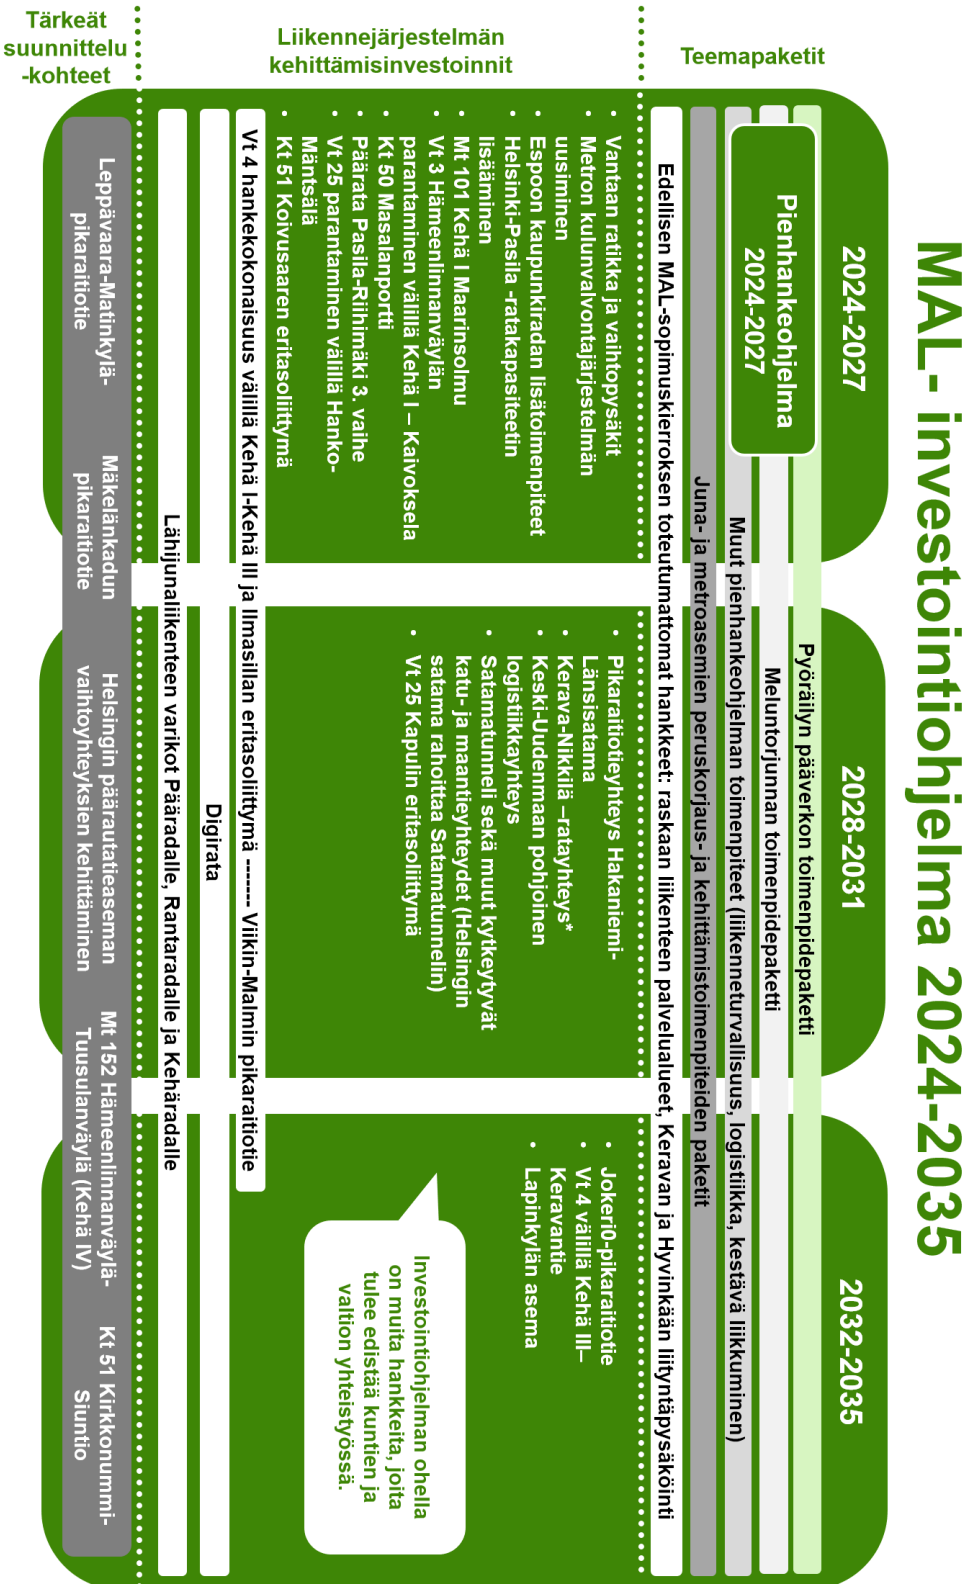 MAL- investointiohjelma 2024-2035
2024-2027
2028-2031
2032-2035
Teemapaketit
Pienhankeohjelma
2024-2027
Pyöräilyn pääverkon toimenpidepaketti
Meluntorjunnan toimenpidepaketti
Muut pienhankeohjelman toimenpiteet (liikenneturvallisuus, logistiikka, kestävä liikkuminen)
Juna- ja metroasemien peruskorjaus- ja kehittämistoimenpiteiden paketit
Edellisen MAL-sopimuskierroksen toteutumattomat hankkeet: raskaan liikenteen palvelualueet, Keravan ja Hyvinkään liityntäpysäköinti
Liikennejärjestelmän
kehittämisinvestoinnit
• Vantaan ratikka ja vaihtopysäkit
• Metron kulunvalvontajärjestelmän
uusiminen
• Espoon kaupunkiradan lisätoimenpiteet
• Helsinki-Pasila -ratakapasiteetin
lisääminen
• Mt 101 Kehä I Maarinsolmu
• Vt 3 Hämeenlinnanväylän
parantaminen välillä Kehä I – Kaivoksela
• Kt 50 Masalanportti
• Päärata Pasila-Riihimäki 3. vaihe
• Vt 25 parantaminen välillä Hanko-
Mäntsälä
• Kt 51 Koivusaaren eritasoliittymä
• Pikaraitiotieyhteys Hakaniemi-
Länsisatama
• Kerava-Nikkilä –ratayhteys*
• Keski-Uudenmaan pohjoinen
logistiikkayhteys
• Satamatunneli sekä muut kytkeytyvät
katu- ja maantieyhteydet (Helsingin
satama rahoittaa Satamatunnelin)
• Vt 25 Kapulin eritasoliittymä
• Jokeri0-pikaraitiotie
• Vt 4 välillä Kehä III–
Keravantie
• Lapinkylän asema
Investointiohjelman ohella
on muita hankkeita, joita
tulee edistää kuntien ja
valtion yhteistyössä.
Vt 4 hankekokonaisuus välillä Kehä I-Kehä III ja Ilmasillan eritasoliittymä ------- Viikin-Malmin pikaraitiotie
Digirata
Lähijunaliikenteen varikot Pääradalle, Rantaradalle ja Kehäradalle
Tärkeät
suunnittelu
-kohteet
Leppävaara-Matinkylä-
pikaraitiotie
Mäkelänkadun
pikaraitiotie
Helsingin päärautatieaseman
vaihtoyhteyksien kehittäminen
Mt 152 Hämeenlinnanväylä-
Tuusulanväylä (Kehä IV)
Kt 51 Kirkkonummi-
Siuntio